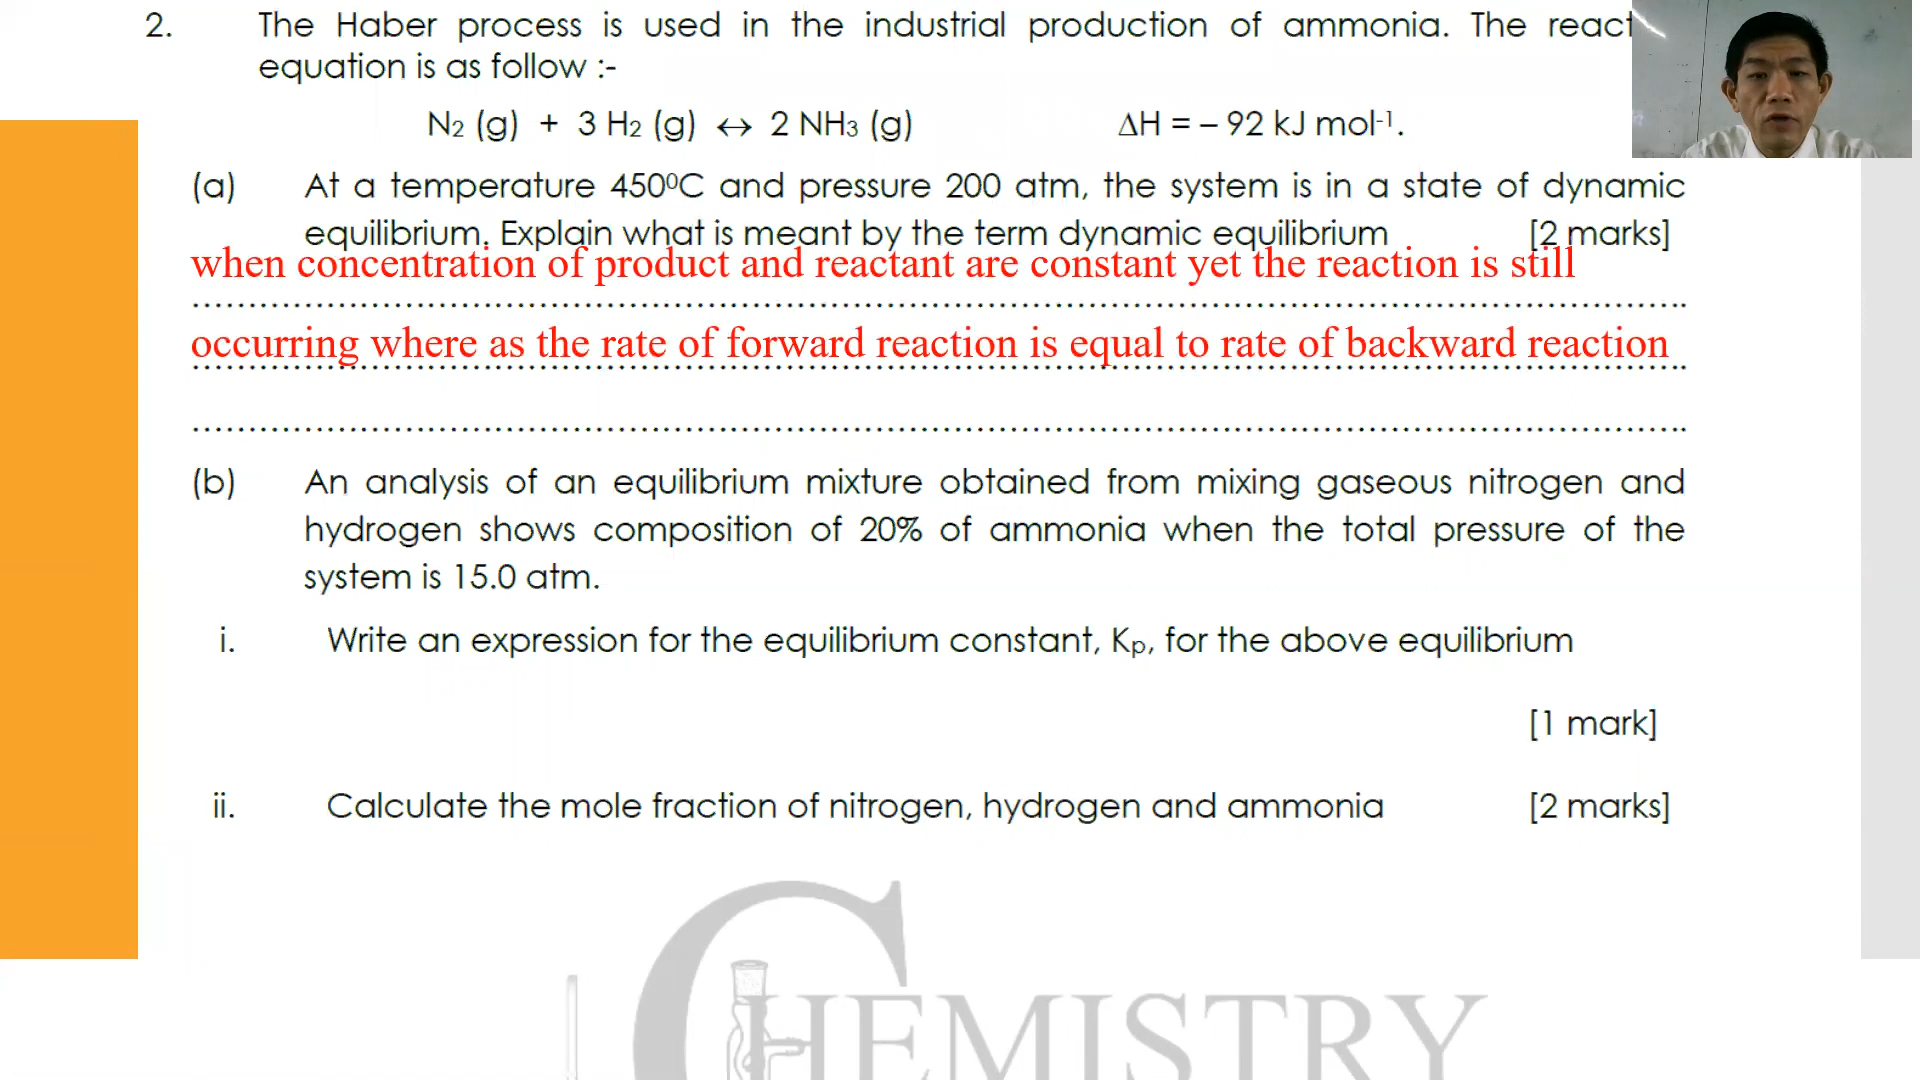 2. The Haber process is used in the industrial production of ammonia. The react
equation is as follow :-
N₂ (g) + 3 H₂ (g) ↔ 2 NH₃ (g) ΔH = – 92 kJ mol⁻¹.
(a) At a temperature 450⁰C and pressure 200 atm, the system is in a state of dynamic
equilibrium. Explain what is meant by the term dynamic equilibrium [2 marks]
when concentration of product and reactant are constant yet the reaction is still
occurring where as the rate of forward reaction is equal to rate of backward reaction
(b) An analysis of an equilibrium mixture obtained from mixing gaseous nitrogen and
hydrogen shows composition of 20% of ammonia when the total pressure of the
system is 15.0 atm.
i. Write an expression for the equilibrium constant, Kₚ, for the above equilibrium
[1 mark]
ii. Calculate the mole fraction of nitrogen, hydrogen and ammonia [2 marks]
CHEMISTRY